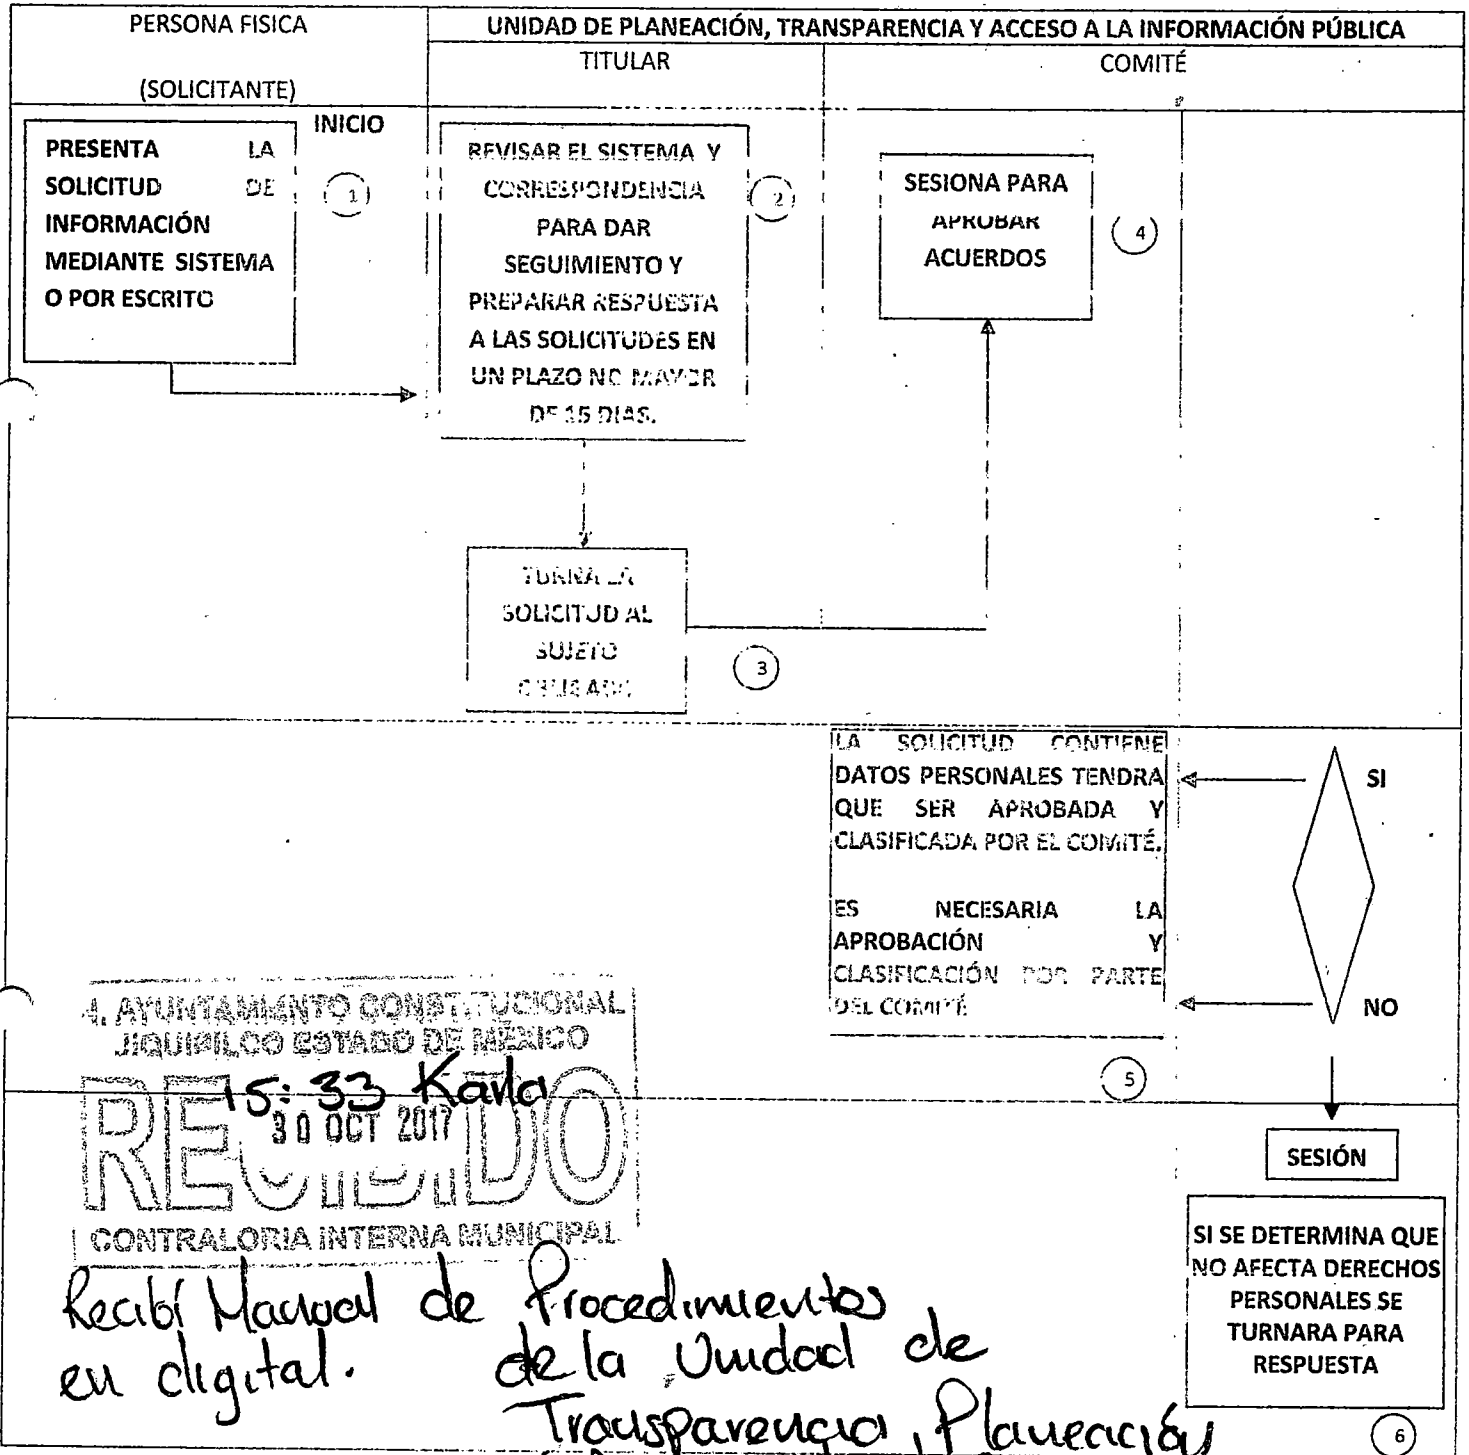 PERSONA FISICA
(SOLICITANTE)
UNIDAD DE PLANEACIÓN, TRANSPARENCIA Y ACCESO A LA INFORMACIÓN PÚBLICA
TITULAR
COMITÉ
INICIO
PRESENTA LA
SOLICITUD DE
INFORMACIÓN
MEDIANTE SISTEMA
O POR ESCRITO
1
REVISAR EL SISTEMA Y
CORRESPONDENCIA
PARA DAR
SEGUIMIENTO Y
PREPARAR RESPUESTA
A LAS SOLICITUDES EN
UN PLAZO NO MAYOR
DE 15 DIAS.
2
TURNA LA
SOLICITUD AL
SUJETO
OBLIGADO
3
SESIONA PARA
APROBAR
ACUERDOS
4
LA SOLICITUD CONTIENE
DATOS PERSONALES TENDRA
QUE SER APROBADA Y
CLASIFICADA POR EL COMITÉ.
ES NECESARIA LA
APROBACIÓN Y
CLASIFICACIÓN POR PARTE
DEL COMITÉ
SI
NO
5
SESIÓN
SI SE DETERMINA QUE
NO AFECTA DERECHOS
PERSONALES SE
TURNARA PARA
RESPUESTA
6
H. AYUNTAMIENTO CONSTITUCIONAL
JIQUIPILCO ESTADO DE MÉXICO
15:33 Karla
30 OCT 2017
RECIBIDO
CONTRALORIA INTERNA MUNICIPAL
Recibí Manual de Procedimientos
en digital. de la Unidad de
Transparencia, Planeación